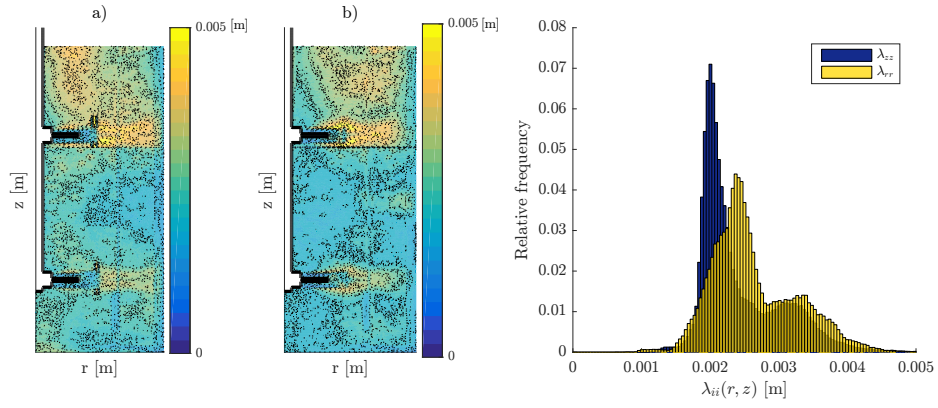 a)
0.005 [m]
z [m]
r [m]
0
b)
0.005 [m]
z [m]
r [m]
0
0.08
0.07
0.06
0.05
0.04
0.03
0.02
0.01
0
Relative frequency
λzz
λrr
0 0.001 0.002 0.003 0.004 0.005
λii(r, z) [m]